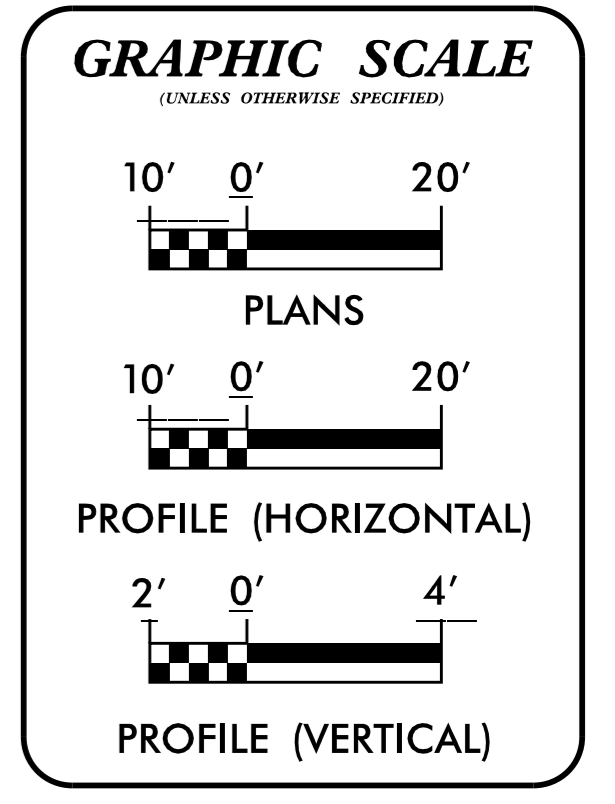 GRAPHIC SCALE
(UNLESS OTHERWISE SPECIFIED)
10' 0' 20'
PLANS
10' 0' 20'
PROFILE (HORIZONTAL)
2' 0' 4'
PROFILE (VERTICAL)